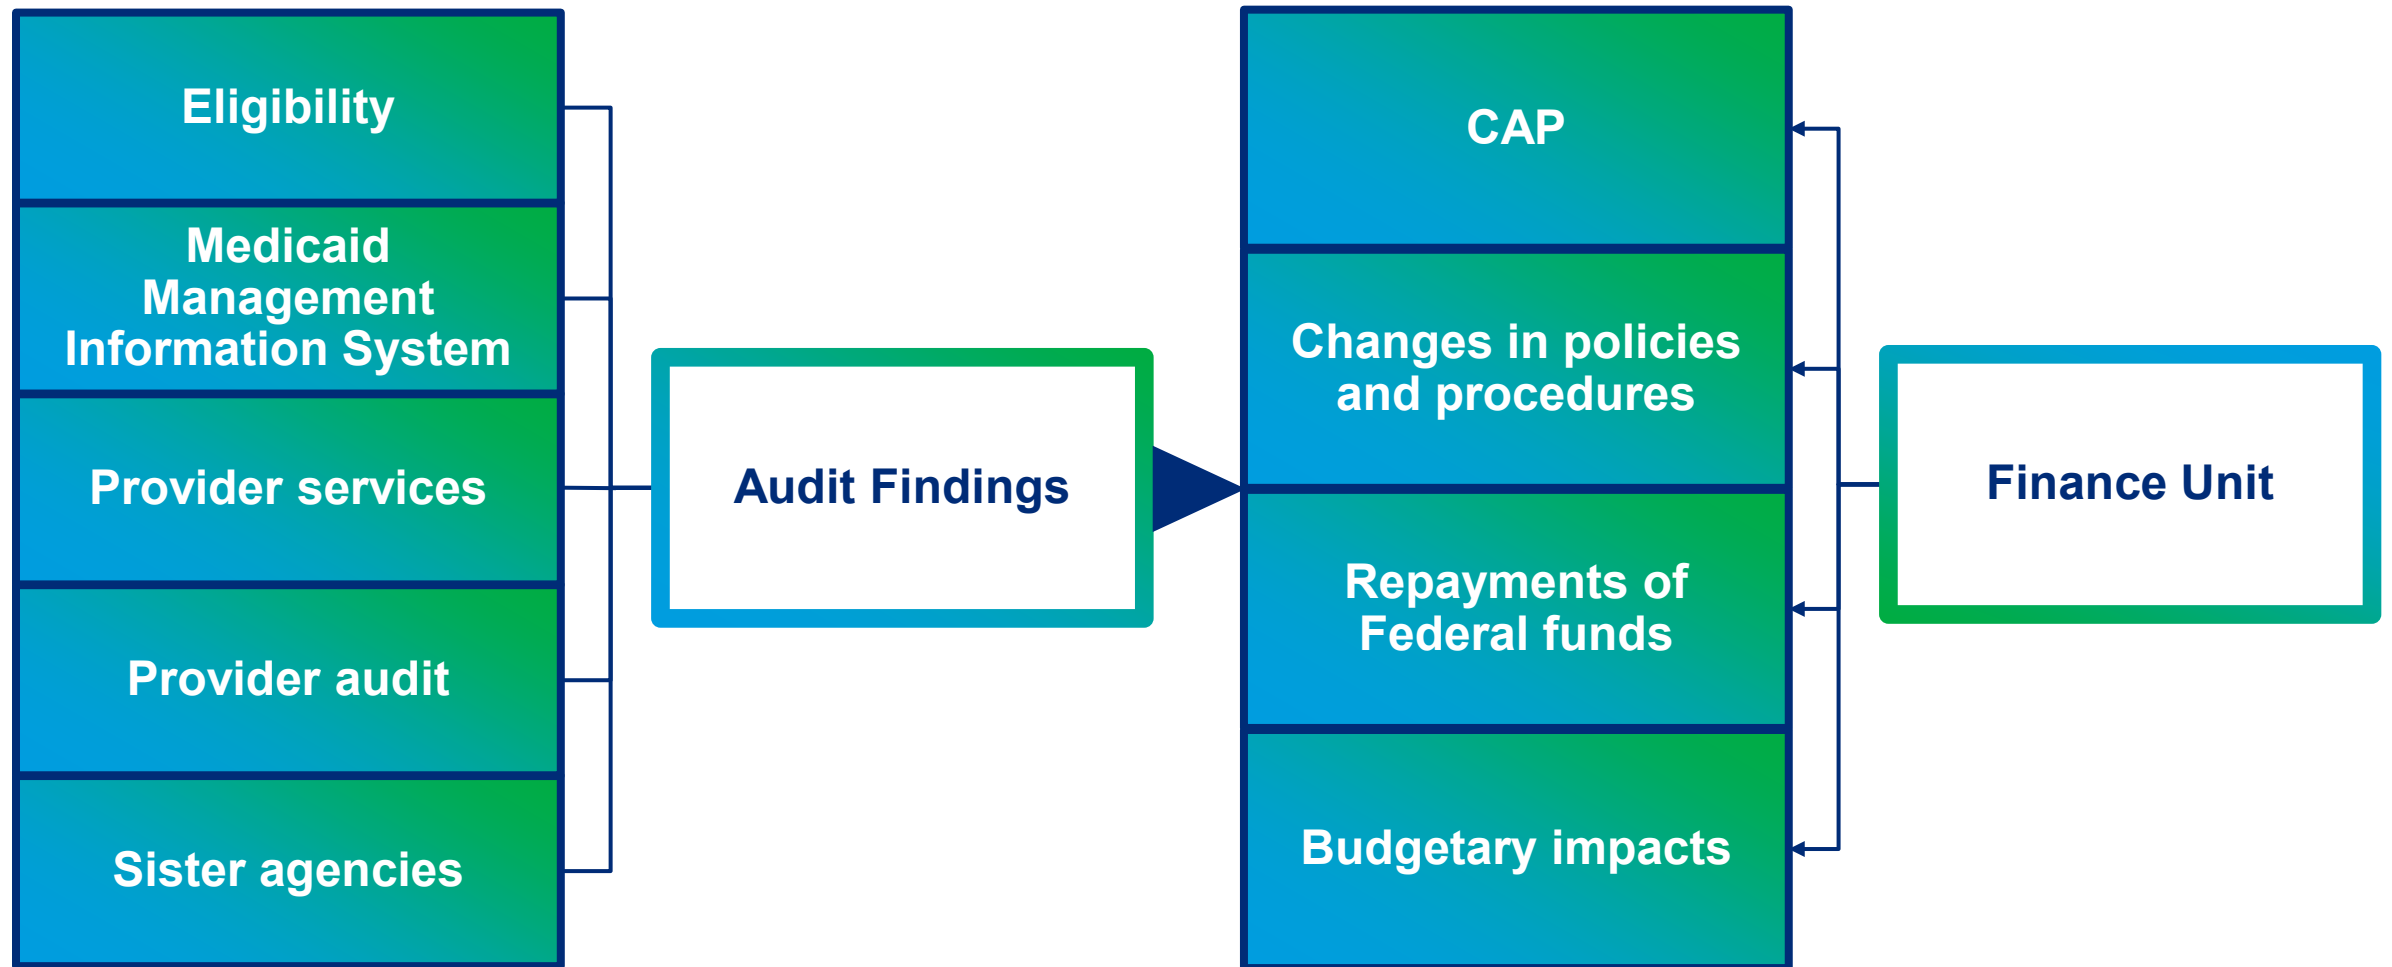 Eligibility
Medicaid
Management
Information System
Provider services
Provider audit
Sister agencies
Audit Findings
CAP
Changes in policies
and procedures
Repayments of
Federal funds
Budgetary impacts
Finance Unit